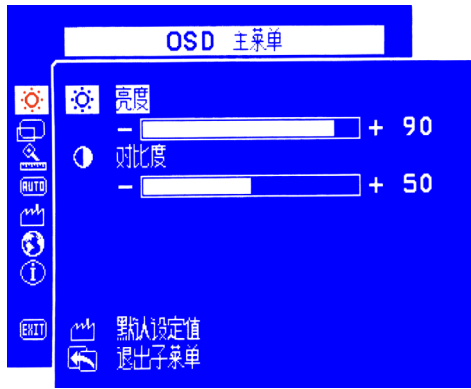 OSD 主菜单
亮度
- + 90
对比度
- + 50
AUTO
EXIT
默认设定值
退出子菜单